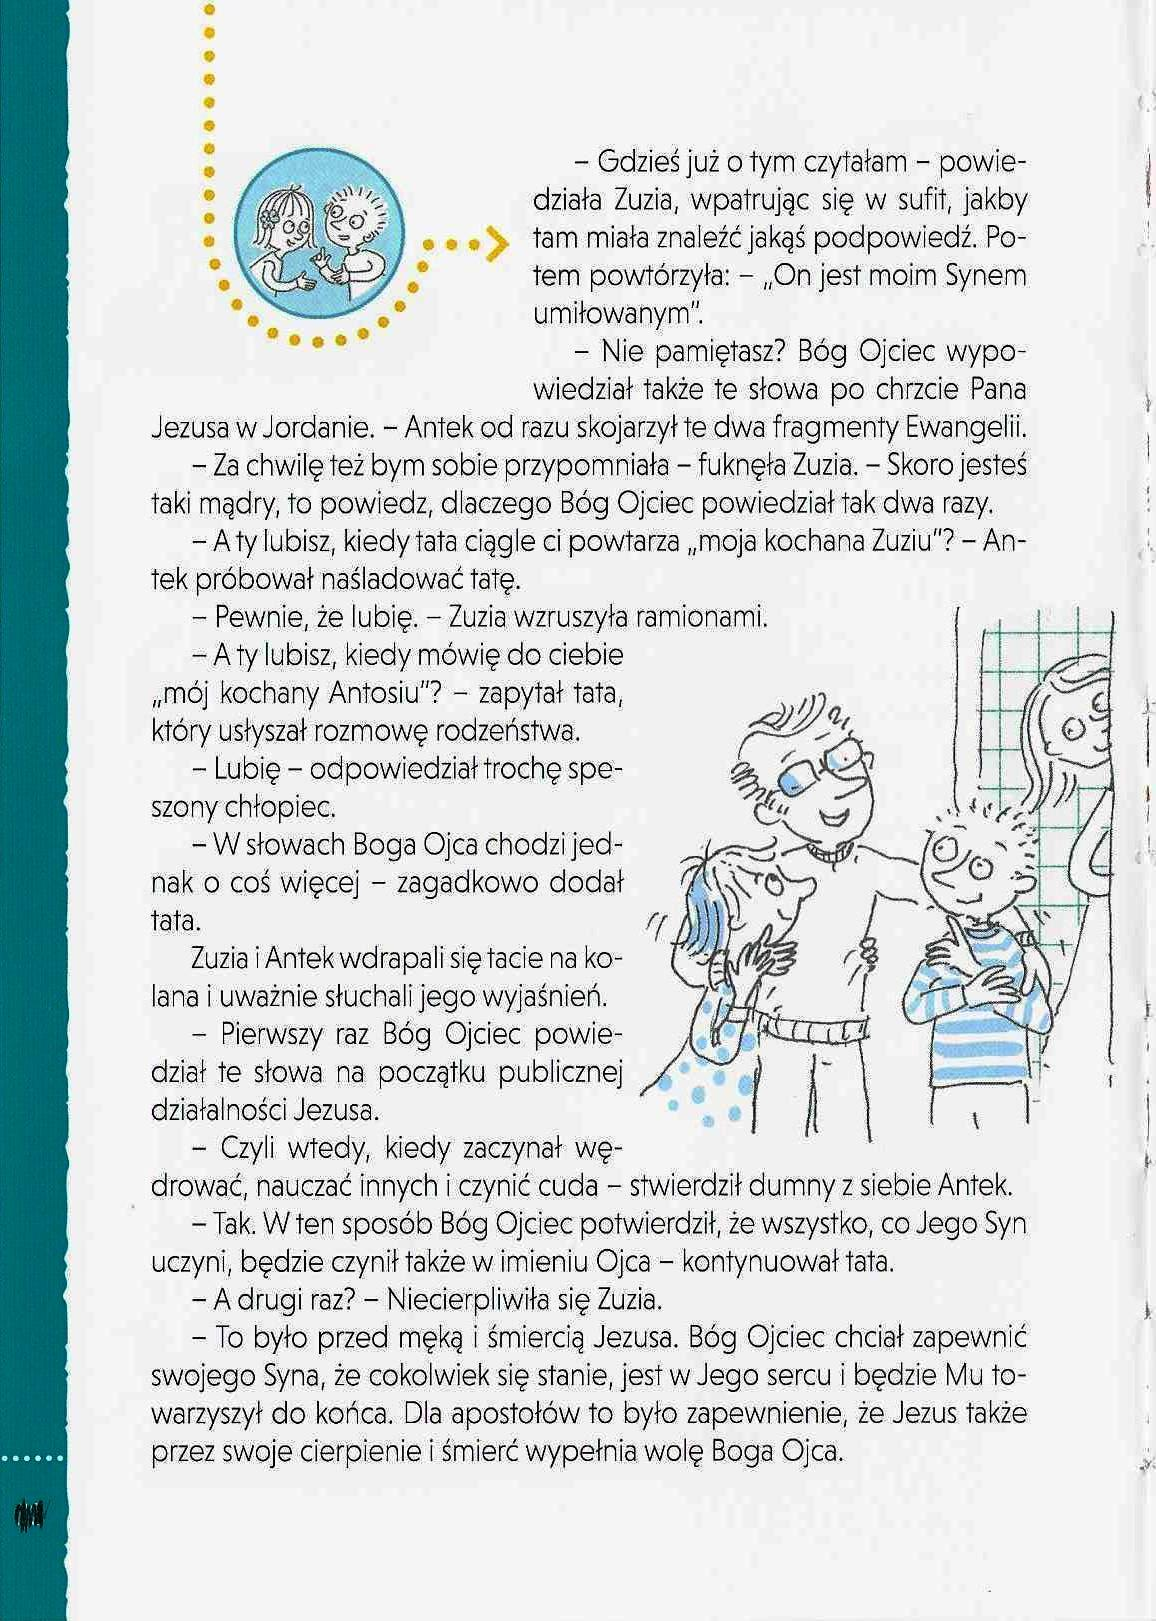 – Gdzieś już o tym czytałam – powie-
działa Zuzia, wpatrując się w sufit, jakby
tam miała znaleźć jakąś podpowiedź. Po-
tem powtórzyła: – „On jest moim Synem
umiłowanym”.
– Nie pamiętasz? Bóg Ojciec wypo-
wiedział także te słowa po chrzcie Pana
Jezusa w Jordanie. – Antek od razu skojarzył te dwa fragmenty Ewangelii.
– Za chwilę też bym sobie przypomniała – fuknęła Zuzia. – Skoro jesteś
taki mądry, to powiedz, dlaczego Bóg Ojciec powiedział tak dwa razy.
– A ty lubisz, kiedy tata ciągle ci powtarza „moja kochana Zuziu”? – An-
tek próbował naśladować tatę.
– Pewnie, że lubię. – Zuzia wzruszyła ramionami.
– A ty lubisz, kiedy mówię do ciebie
„mój kochany Antosiu”? – zapytał tata,
który usłyszał rozmowę rodzeństwa.
– Lubię – odpowiedział trochę spe-
szony chłopiec.
– W słowach Boga Ojca chodzi jed-
nak o coś więcej – zagadkowo dodał
tata.
Zuzia i Antek wdrapali się tacie na ko-
lana i uważnie słuchali jego wyjaśnień.
– Pierwszy raz Bóg Ojciec powie-
dział te słowa na początku publicznej
działalności Jezusa.
– Czyli wtedy, kiedy zaczynał wę-
drować, nauczać innych i czynić cuda – stwierdził dumny z siebie Antek.
– Tak. W ten sposób Bóg Ojciec potwierdził, że wszystko, co Jego Syn
uczyni, będzie czynił także w imieniu Ojca – kontynuował tata.
– A drugi raz? – Niecierpliwiła się Zuzia.
– To było przed męką i śmiercią Jezusa. Bóg Ojciec chciał zapewnić
swojego Syna, że cokolwiek się stanie, jest w Jego sercu i będzie Mu to-
warzyszył do końca. Dla apostołów to było zapewnienie, że Jezus także
przez swoje cierpienie i śmierć wypełnia wolę Boga Ojca.